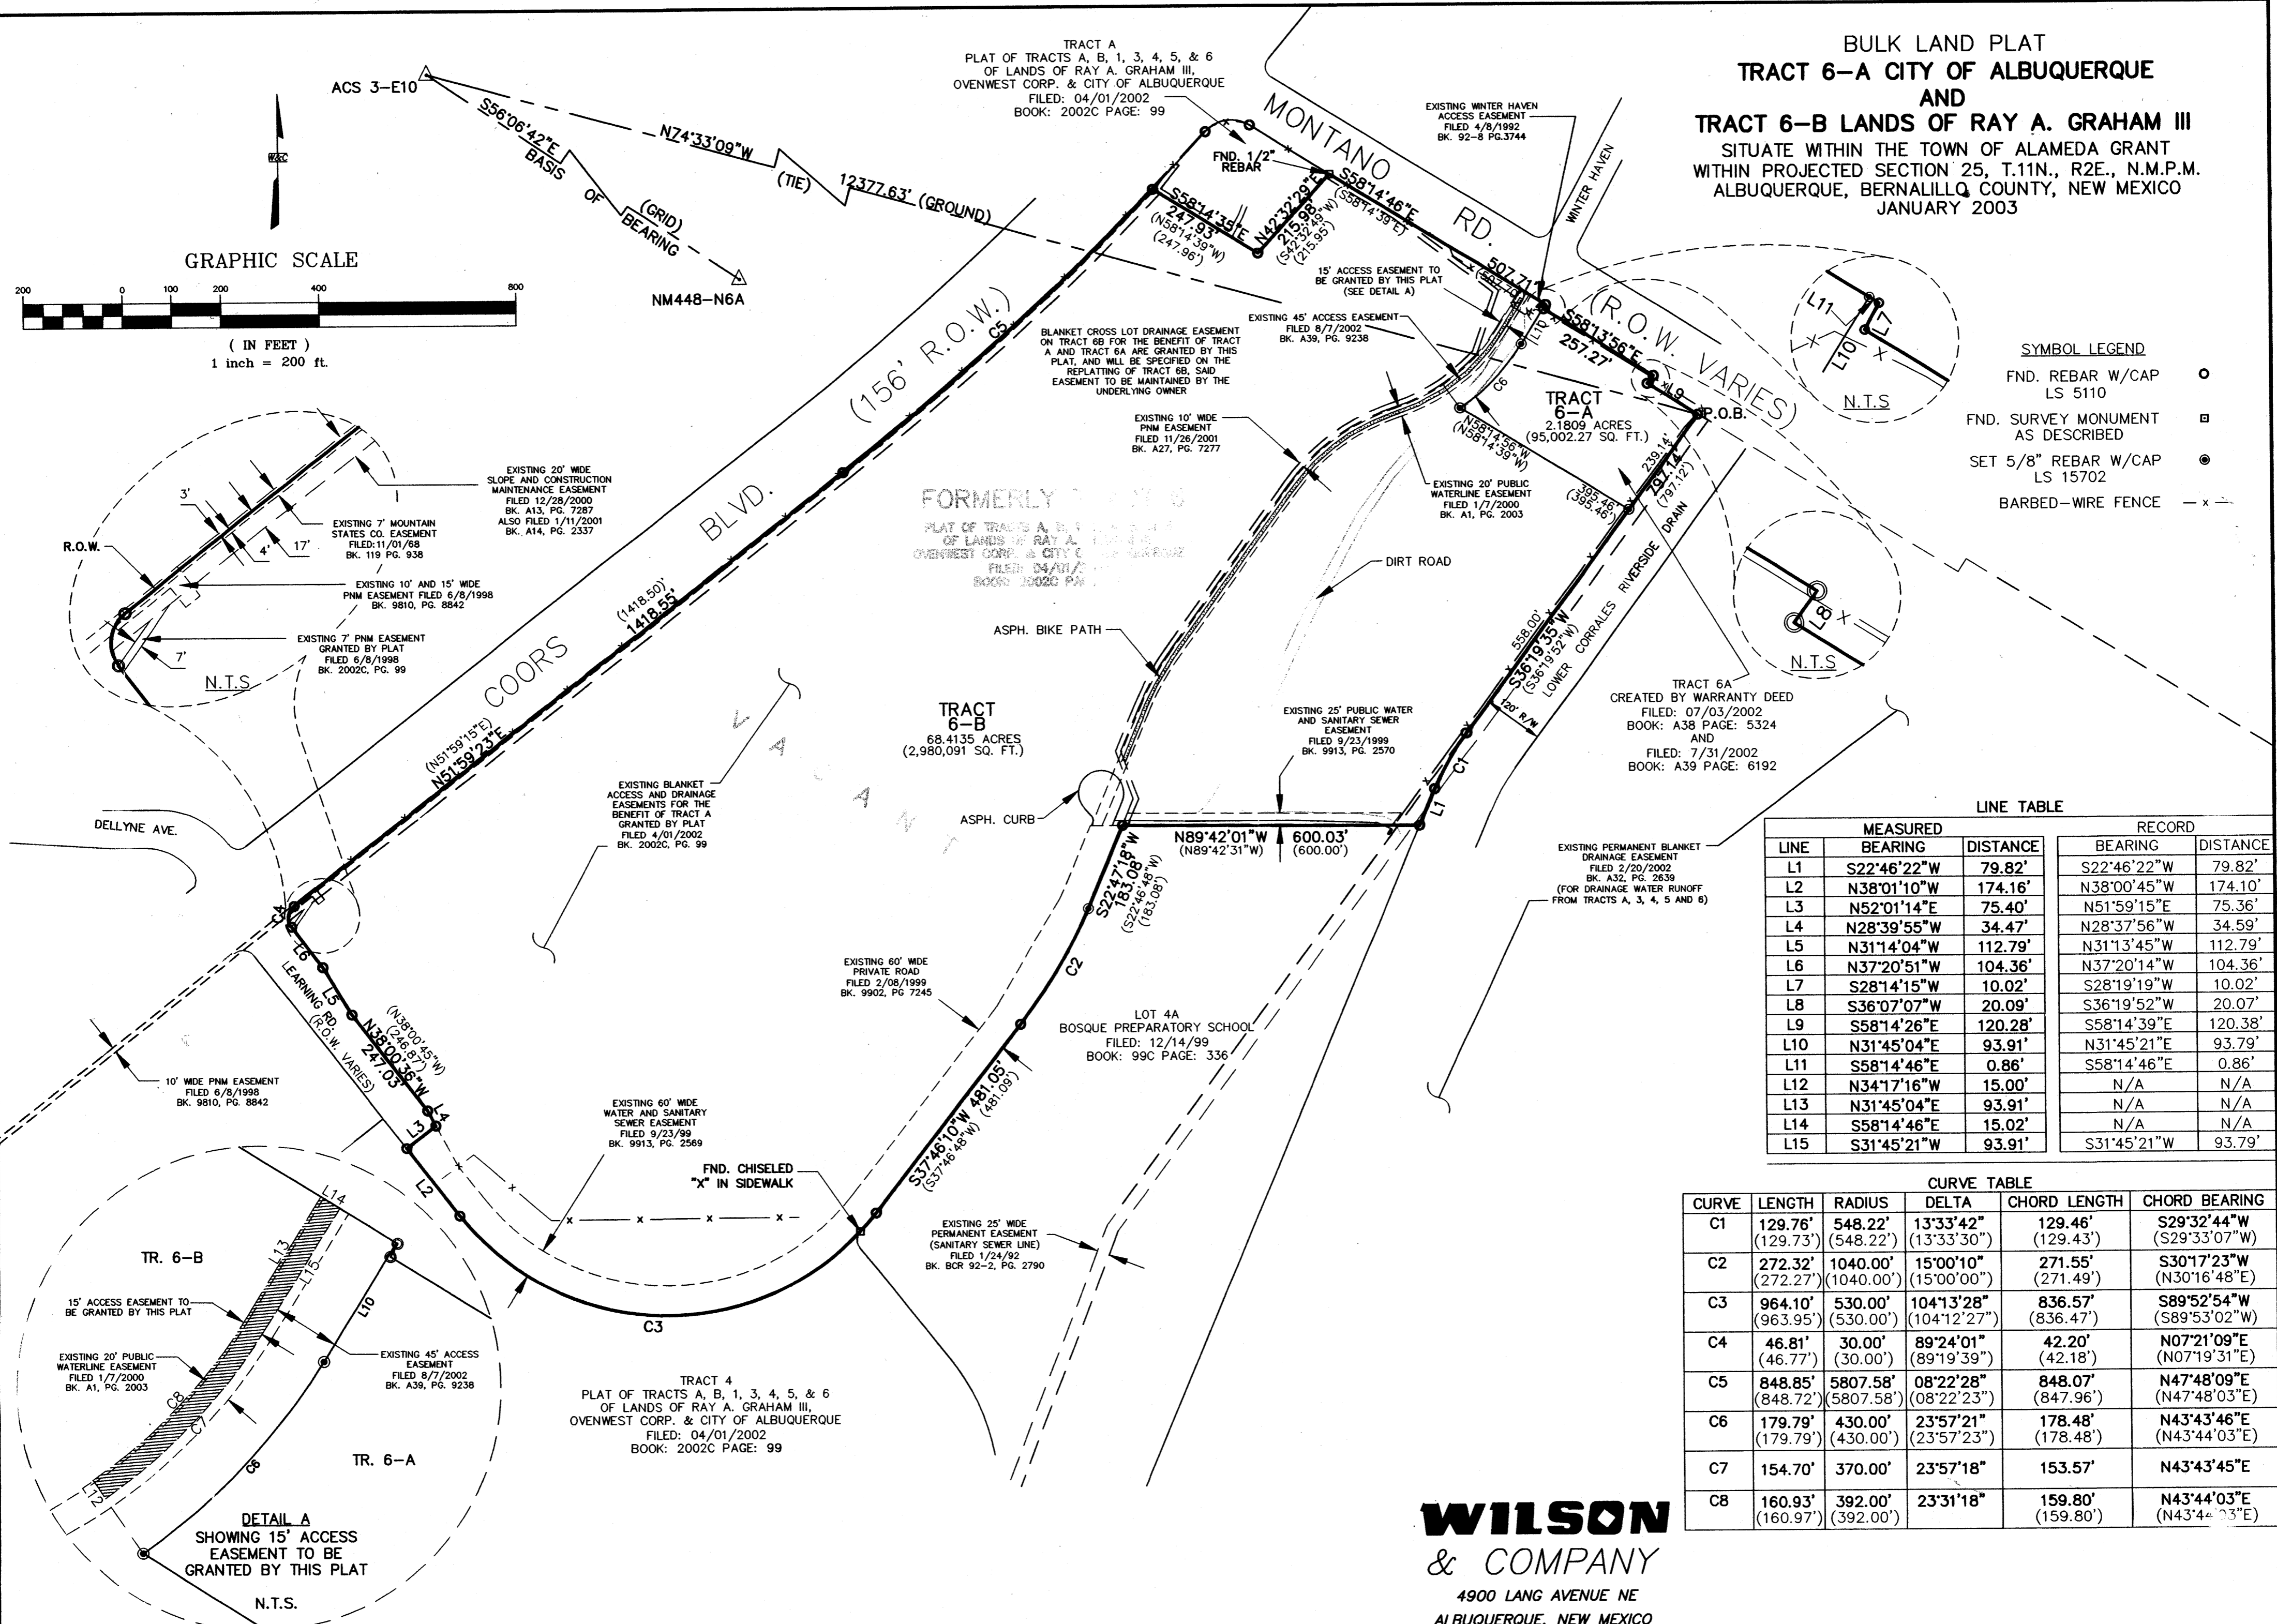 BULK LAND PLAT
TRACT 6-A CITY OF ALBUQUERQUE
AND
TRACT 6-B LANDS OF RAY A. GRAHAM III
SITUATE WITHIN THE TOWN OF ALAMEDA GRANT
WITHIN PROJECTED SECTION 25, T.11N., R2E., N.M.P.M.
ALBUQUERQUE, BERNALILLO COUNTY, NEW MEXICO
JANUARY 2003
TRACT A
PLAT OF TRACTS A, B, 1, 3, 4, 5, & 6
OF LANDS OF RAY A. GRAHAM III,
OVENWEST CORP. & CITY OF ALBUQUERQUE
FILED: 04/01/2002
BOOK: 2002C PAGE: 99
ACS 3-E10
S56°06'42"E
BASIS OF BEARING
(GRID)
N74°33'09"W
(TIE)
12377.63' (GROUND)
NM448-N6A
GRAPHIC SCALE
200 0 100 200 400 800
( IN FEET )
1 inch = 200 ft.
MONTANO RD.
(R.O.W. VARIES)
EXISTING WINTER HAVEN
ACCESS EASEMENT
FILED 4/8/1992
BK. 92-8 PG.3744
WINTER HAVEN
FND. 1/2"
REBAR
S58°14'35"E
247.93'
(N58°14'39"W)
(247.96')
N42°32'29"E
215.98'
(S42°32'49"W)
(215.95')
S58°14'46"E
(S58°14'39"E)
507.71'
S58°13'56"E
257.27'
15' ACCESS EASEMENT TO
BE GRANTED BY THIS PLAT
(SEE DETAIL A)
EXISTING 45' ACCESS EASEMENT
FILED 8/7/2002
BK. A39, PG. 9238
L10
C6
L9
P.O.B.
TRACT
6-A
2.1809 ACRES
(95,002.27 SQ. FT.)
N58°14'56"W
(N58°14'39"W)
395.46'
(395.46')
239.14'
797.14'
(797.12')
558.00'
S36°19'35"W
(S36°19'52"W)
LOWER CORRALES RIVERSIDE DRAIN
120' R/W
L11
L7
L10
N.T.S
L8
N.T.S
SYMBOL LEGEND
FND. REBAR W/CAP
LS 5110
FND. SURVEY MONUMENT
AS DESCRIBED
SET 5/8" REBAR W/CAP
LS 15702
BARBED-WIRE FENCE — x —
BLANKET CROSS LOT DRAINAGE EASEMENT
ON TRACT 6B FOR THE BENEFIT OF TRACT
A AND TRACT 6A ARE GRANTED BY THIS
PLAT, AND WILL BE SPECIFIED ON THE
REPLATTING OF TRACT 6B, SAID
EASEMENT TO BE MAINTAINED BY THE
UNDERLYING OWNER
EXISTING 10' WIDE
PNM EASEMENT
FILED 11/26/2001
BK. A27, PG. 7277
EXISTING 20' PUBLIC
WATERLINE EASEMENT
FILED 1/7/2000
BK. A1, PG. 2003
DIRT ROAD
ASPH. BIKE PATH
FORMERLY
COORS BLVD.
(156' R.O.W.)
C5
(1418.50)'
1418.55'
(N51°59'15"E)
N51°59'23"E
EXISTING 20' WIDE
SLOPE AND CONSTRUCTION
MAINTENANCE EASEMENT
FILED 12/28/2000
BK. A13, PG. 7287
ALSO FILED 1/11/2001
BK. A14, PG. 2337
3'
4'
17'
R.O.W.
EXISTING 7' MOUNTAIN
STATES CO. EASEMENT
FILED:11/01/68
BK. 119 PG. 938
EXISTING 10' AND 15' WIDE
PNM EASEMENT FILED 6/8/1998
BK. 9810, PG. 8842
EXISTING 7' PNM EASEMENT
GRANTED BY PLAT
FILED 6/8/1998
BK. 2002C, PG. 99
7'
N.T.S
TRACT
6-B
68.4135 ACRES
(2,980,091 SQ. FT.)
VACANT
EXISTING BLANKET
ACCESS AND DRAINAGE
EASEMENTS FOR THE
BENEFIT OF TRACT A
GRANTED BY PLAT
FILED 4/01/2002
BK. 2002C, PG. 99
EXISTING 25' PUBLIC WATER
AND SANITARY SEWER
EASEMENT
FILED 9/23/1999
BK. 9913, PG. 2570
ASPH. CURB
N89°42'01"W 600.03'
(N89°42'31"W) (600.00')
C1
L1
TRACT 6A
CREATED BY WARRANTY DEED
FILED: 07/03/2002
BOOK: A38 PAGE: 5324
AND
FILED: 7/31/2002
BOOK: A39 PAGE: 6192
EXISTING PERMANENT BLANKET
DRAINAGE EASEMENT
FILED 2/20/2002
BK. A32, PG. 2639
(FOR DRAINAGE WATER RUNOFF
FROM TRACTS A, 3, 4, 5 AND 6)
DELLYNE AVE.
C4
L6
L5
LEARNING RD.
(R.O.W. VARIES)
(N38°00'45"W)
(246.87')
N38°00'36"W
247.03'
L4
L3
L2
10' WIDE PNM EASEMENT
FILED 6/8/1998
BK. 9810, PG. 8842
S22°47'18"W
183.08'
(S22°46'48"W)
(183.08')
C2
EXISTING 60' WIDE
PRIVATE ROAD
FILED 2/08/1999
BK. 9902, PG 7245
LOT 4A
BOSQUE PREPARATORY SCHOOL
FILED: 12/14/99
BOOK: 99C PAGE: 336
S37°46'10"W 481.05'
(S37°46'48"W) (481.09')
EXISTING 60' WIDE
WATER AND SANITARY
SEWER EASEMENT
FILED 9/23/99
BK. 9913, PG. 2569
FND. CHISELED
"X" IN SIDEWALK
EXISTING 25' WIDE
PERMANENT EASEMENT
(SANITARY SEWER LINE)
FILED 1/24/92
BK. BCR 92-2, PG. 2790
C3
TRACT 4
PLAT OF TRACTS A, B, 1, 3, 4, 5, & 6
OF LANDS OF RAY A. GRAHAM III,
OVENWEST CORP. & CITY OF ALBUQUERQUE
FILED: 04/01/2002
BOOK: 2002C PAGE: 99
TR. 6-B
L14
L13
L15
L10
15' ACCESS EASEMENT TO
BE GRANTED BY THIS PLAT
EXISTING 20' PUBLIC
WATERLINE EASEMENT
FILED 1/7/2000
BK. A1, PG. 2003
EXISTING 45' ACCESS
EASEMENT
FILED 8/7/2002
BK. A39, PG. 9238
C8
C7
C6
L12
TR. 6-A
DETAIL A
SHOWING 15' ACCESS
EASEMENT TO BE
GRANTED BY THIS PLAT
N.T.S.
LINE TABLE
MEASURED RECORD
LINE BEARING DISTANCE BEARING DISTANCE
L1 S22°46'22"W 79.82' S22°46'22"W 79.82'
L2 N38°01'10"W 174.16' N38°00'45"W 174.10'
L3 N52°01'14"E 75.40' N51°59'15"E 75.36'
L4 N28°39'55"W 34.47' N28°37'56"W 34.59'
L5 N31°14'04"W 112.79' N31°13'45"W 112.79'
L6 N37°20'51"W 104.36' N37°20'14"W 104.36'
L7 S28°14'15"W 10.02' S28°19'19"W 10.02'
L8 S36°07'07"W 20.09' S36°19'52"W 20.07'
L9 S58°14'26"E 120.28' S58°14'39"E 120.38'
L10 N31°45'04"E 93.91' N31°45'21"E 93.79'
L11 S58°14'46"E 0.86' S58°14'46"E 0.86'
L12 N34°17'16"W 15.00' N/A N/A
L13 N31°45'04"E 93.91' N/A N/A
L14 S58°14'46"E 15.02' N/A N/A
L15 S31°45'21"W 93.91' S31°45'21"W 93.79'
CURVE TABLE
CURVE LENGTH RADIUS DELTA CHORD LENGTH CHORD BEARING
C1 129.76' 548.22' 13°33'42" 129.46' S29°32'44"W
(129.73') (548.22') (13°33'30") (129.43') (S29°33'07"W)
C2 272.32' 1040.00' 15°00'10" 271.55' S30°17'23"W
(272.27') (1040.00') (15°00'00") (271.49') (N30°16'48"E)
C3 964.10' 530.00' 104°13'28" 836.57' S89°52'54"W
(963.95') (530.00') (104°12'27") (836.47') (S89°53'02"W)
C4 46.81' 30.00' 89°24'01" 42.20' N07°21'09"E
(46.77') (30.00') (89°19'39") (42.18') (N07°19'31"E)
C5 848.85' 5807.58' 08°22'28" 848.07' N47°48'09"E
(848.72') (5807.58') (08°22'23") (847.96') (N47°48'03"E)
C6 179.79' 430.00' 23°57'21" 178.48' N43°43'46"E
(179.79') (430.00') (23°57'23") (178.48') (N43°44'03"E)
C7 154.70' 370.00' 23°57'18" 153.57' N43°43'45"E
C8 160.93' 392.00' 23°31'18" 159.80' N43°44'03"E
(160.97') (392.00') (159.80')
WILSON
& COMPANY
4900 LANG AVENUE NE
ALBUQUERQUE, NEW MEXICO